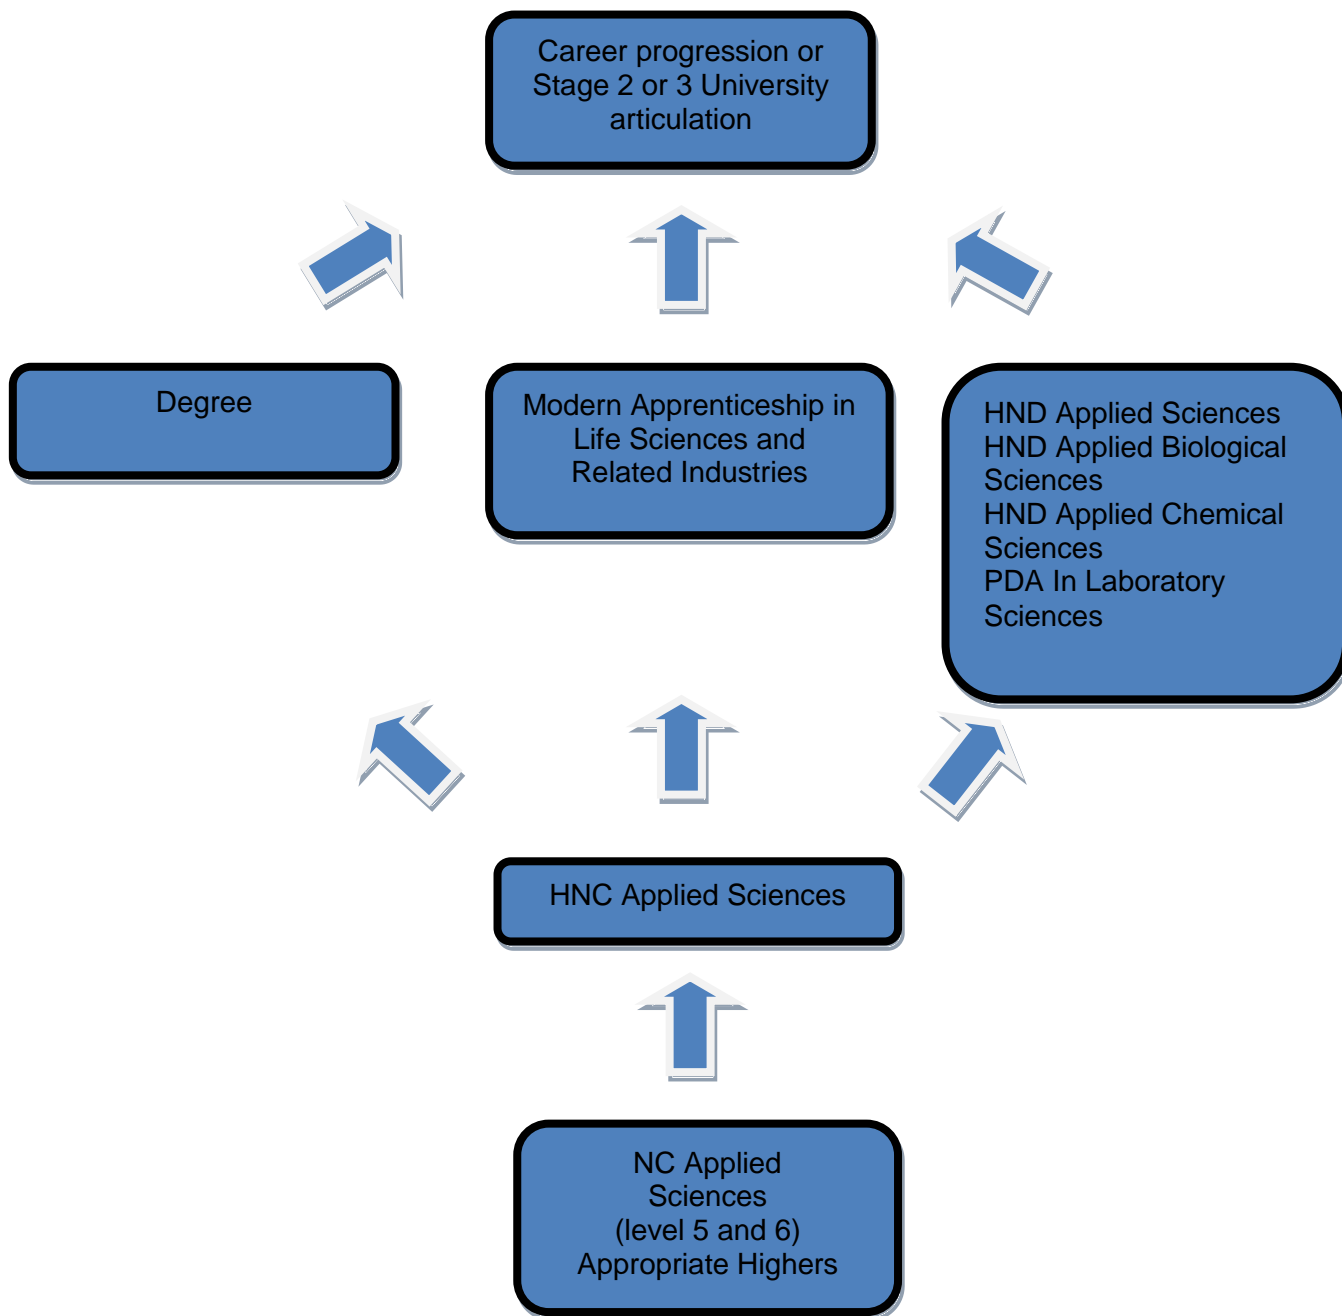 Career progression or
Stage 2 or 3 University
articulation
Degree
Modern Apprenticeship in
Life Sciences and
Related Industries
HND Applied Sciences
HND Applied Biological
Sciences
HND Applied Chemical
Sciences
PDA In Laboratory
Sciences
HNC Applied Sciences
NC Applied
Sciences
(level 5 and 6)
Appropriate Highers